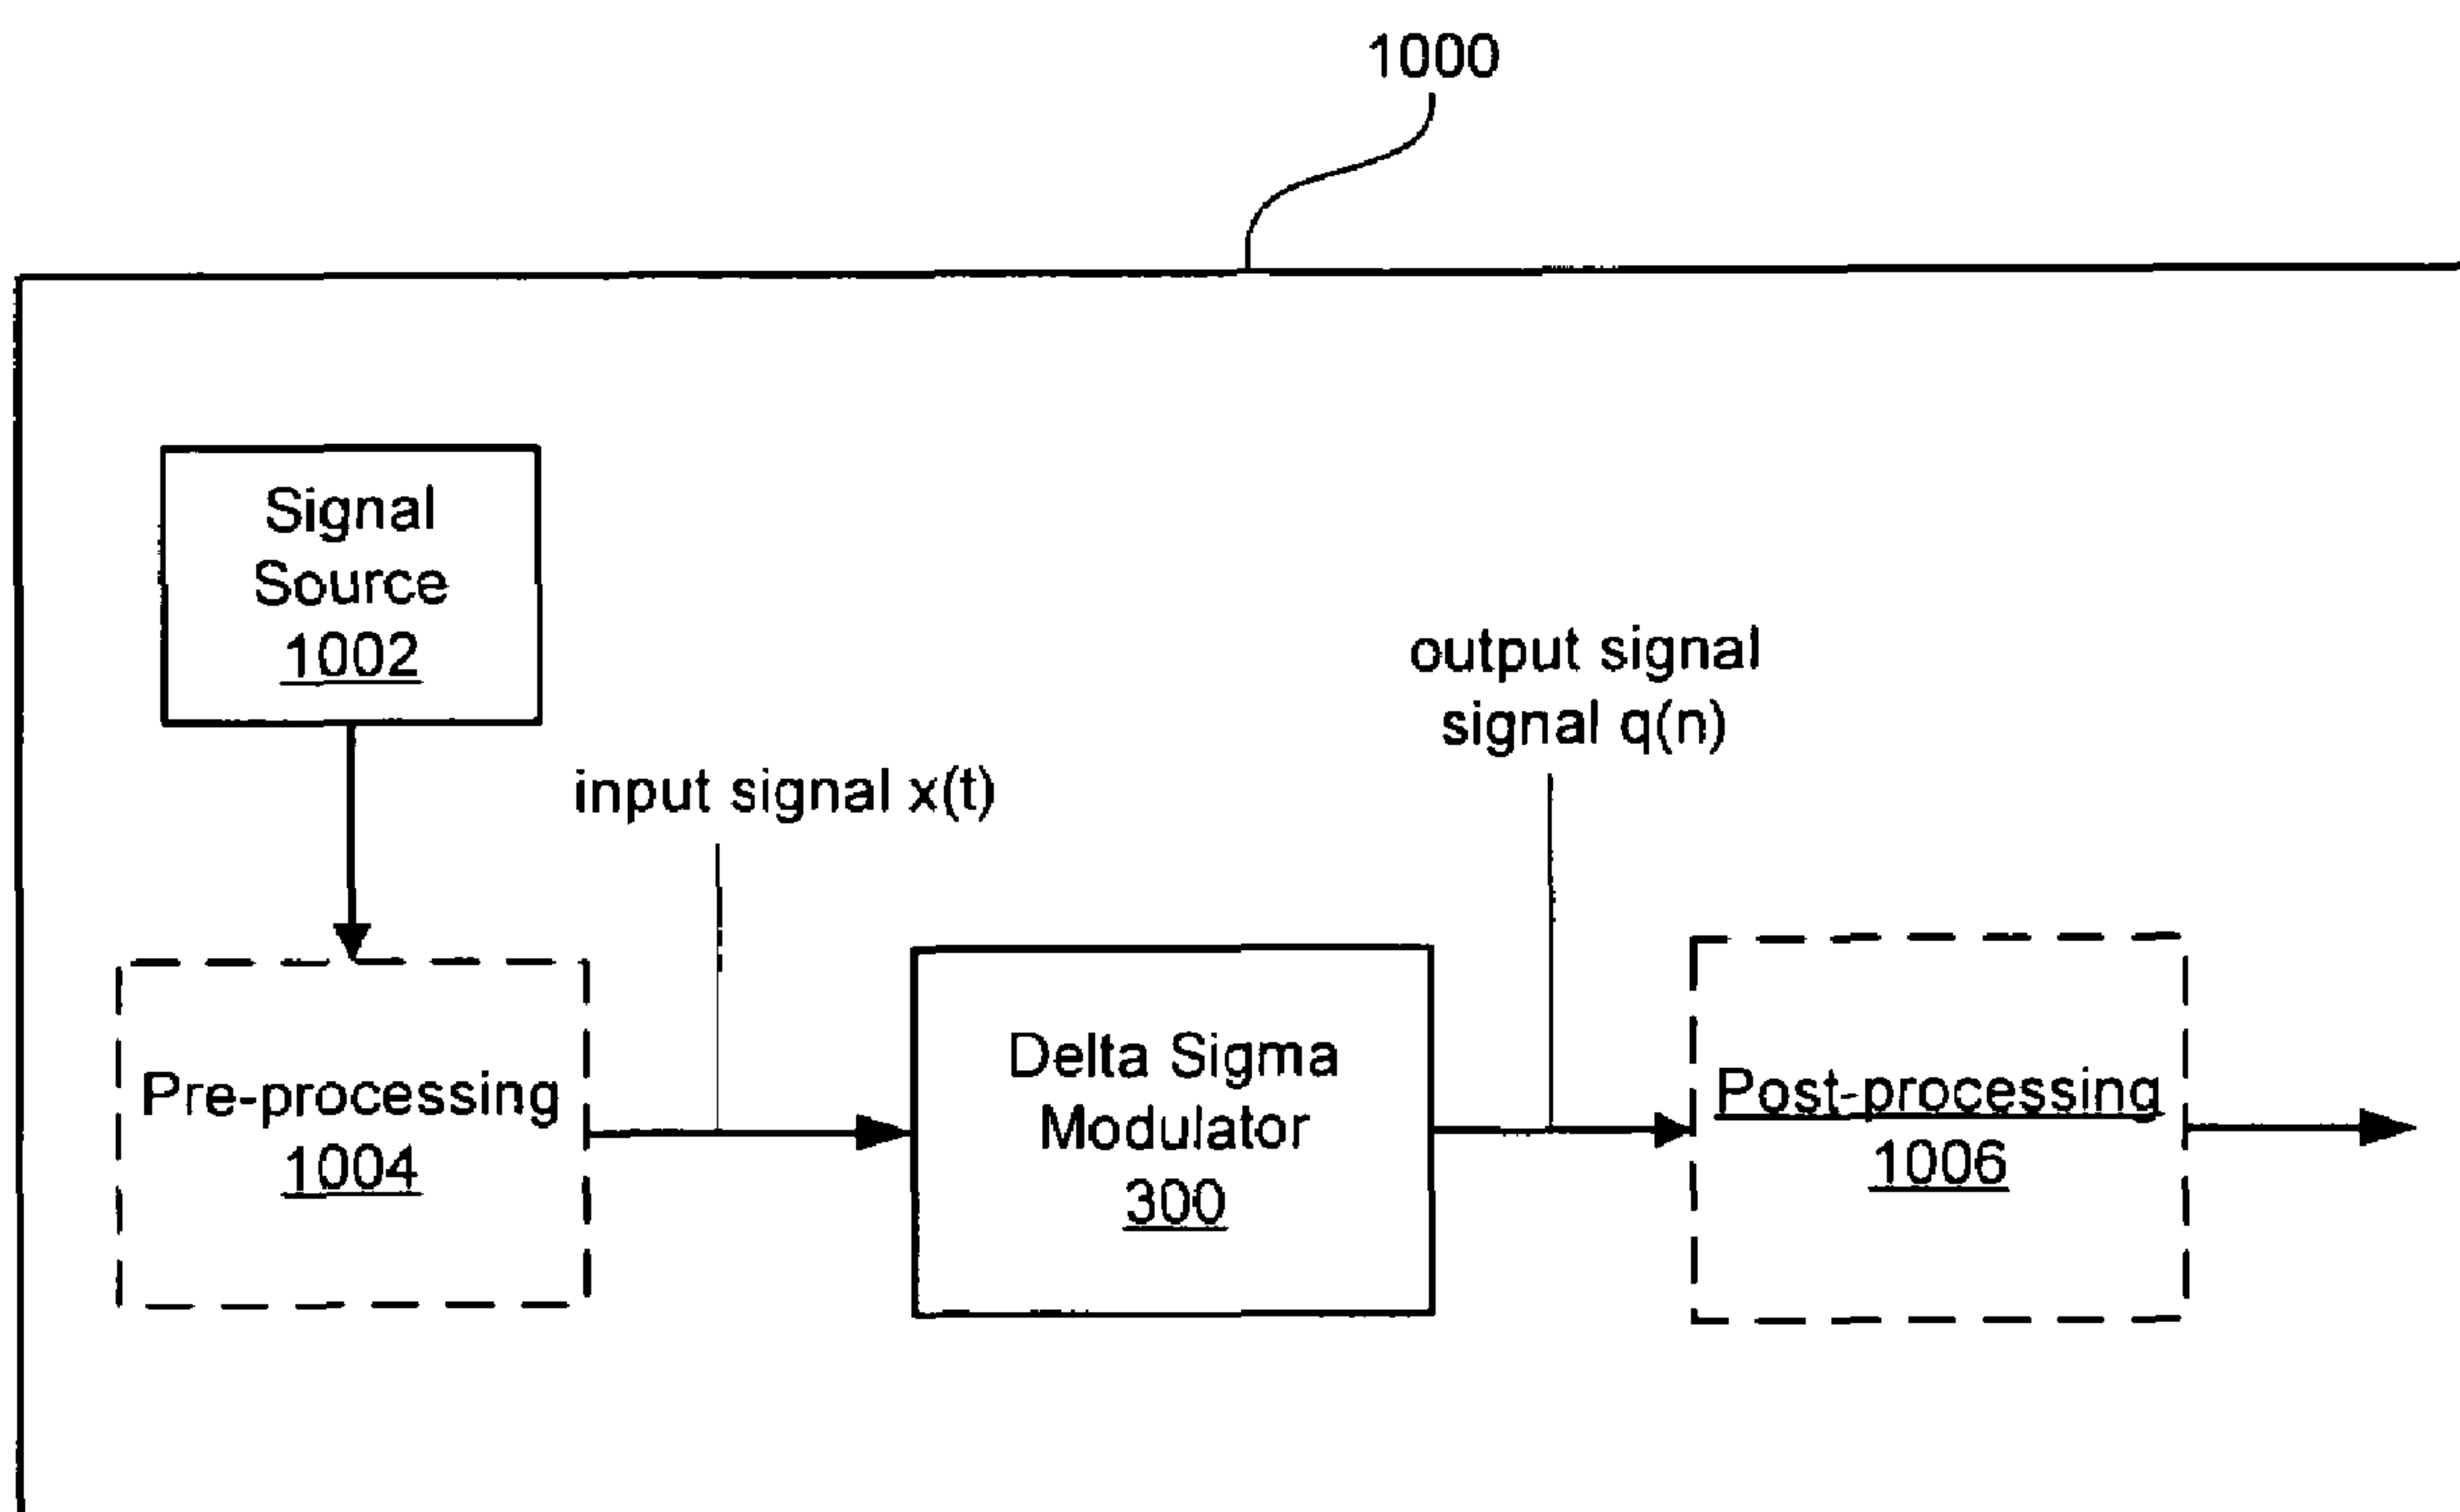 1000
Signal
Source
1002
output signal
signal q(n)
input signal x(t)
Pre-processing
1004
Delta Sigma
Modulator
300
Post-processing
1006